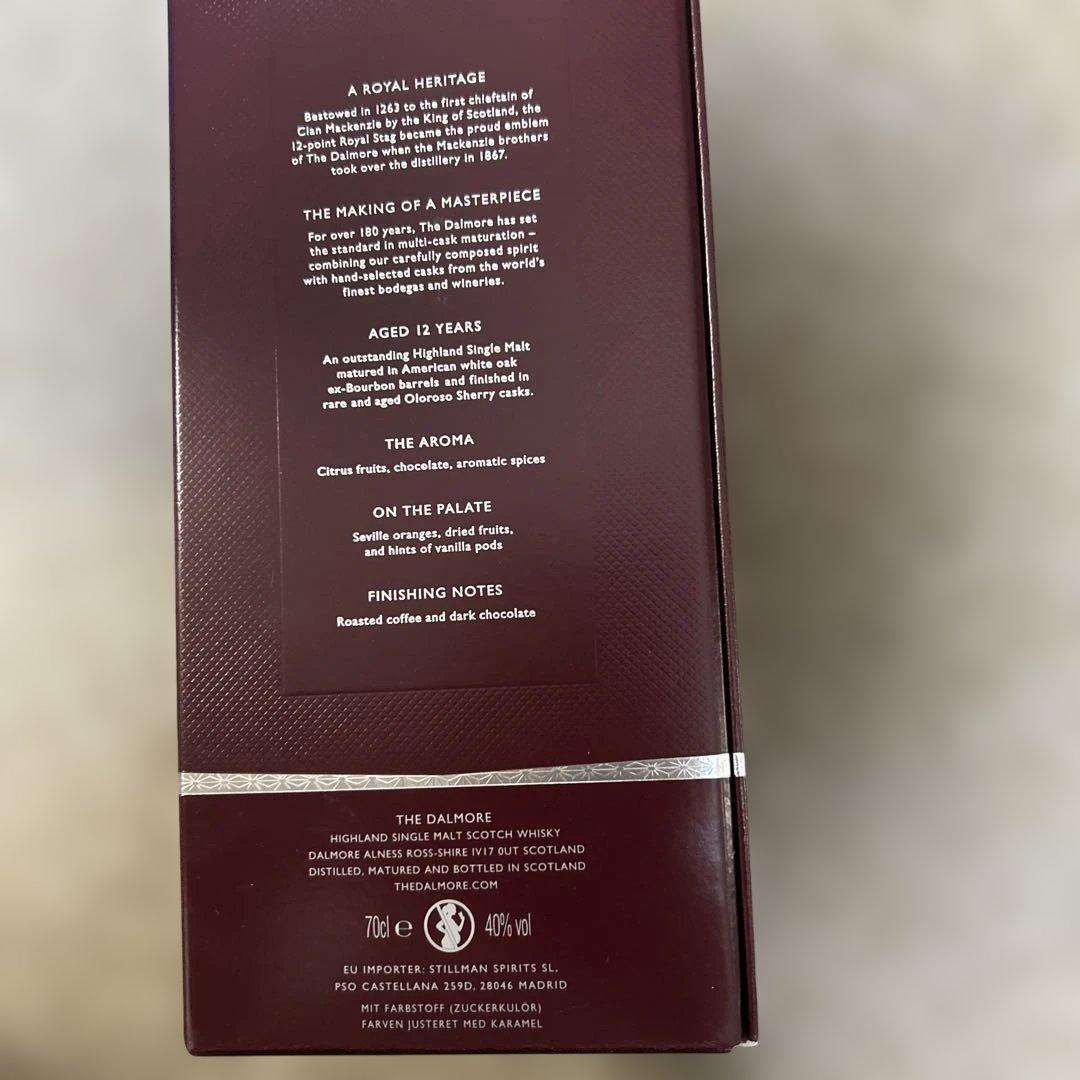 A ROYAL HERITAGE
Bestowed in 1263 to the first chieftain of
Clan Mackenzie by the King of Scotland, the
12-point Royal Stag became the proud emblem
of The Dalmore when the Mackenzie brothers
took over the distillery in 1867.
THE MAKING OF A MASTERPIECE
For over 180 years, The Dalmore has set
the standard in multi-cask maturation –
combining our carefully composed spirit
with hand-selected casks from the world's
finest bodegas and wineries.
AGED 12 YEARS
An outstanding Highland Single Malt
matured in American white oak
ex-Bourbon barrels and finished in
rare and aged Oloroso Sherry casks.
THE AROMA
Citrus fruits, chocolate, aromatic spices
ON THE PALATE
Seville oranges, dried fruits,
and hints of vanilla pods
FINISHING NOTES
Roasted coffee and dark chocolate
THE DALMORE
HIGHLAND SINGLE MALT SCOTCH WHISKY
DALMORE ALNESS ROSS-SHIRE IV17 0UT SCOTLAND
DISTILLED, MATURED AND BOTTLED IN SCOTLAND
THEDALMORE.COM
70cl e 40% vol
EU IMPORTER: STILLMAN SPIRITS SL,
PSO CASTELLANA 259D, 28046 MADRID
MIT FARBSTOFF (ZUCKERKULÖR)
FARVEN JUSTERET MED KARAMEL